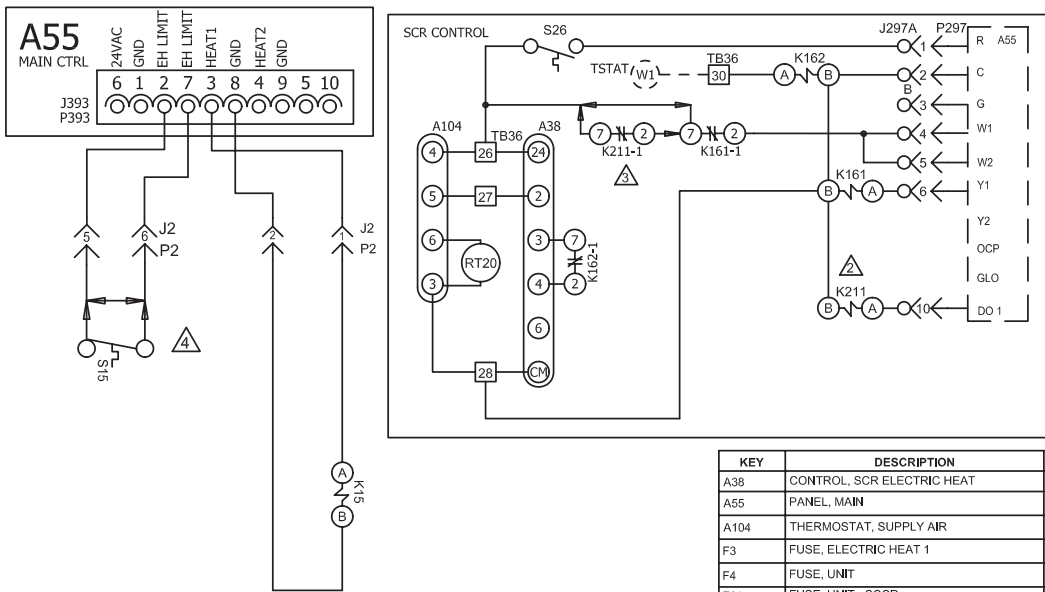 A55
MAIN CTRL
24VAC
GND
EH LIMIT
EH LIMIT
HEAT1
GND
HEAT2
GND
6 1 2 7 3 8 4 9 5 10
J393
P393
5
6
J2
P2
2
1
J2
P2
4
S15
A
K15
B
SCR CONTROL
S26
J297A
P297
1
R
A55
TSTAT
W1
TB36
30
K162
A
B
2
C
B
3
G
A104
TB36
A38
7
2
7
2
4
W1
K211-1
K161-1
4
26
24
3
5
W2
K161
5
27
2
B
A
6
Y1
Y2
6
RT20
3
7
K162-1
OCP
3
4
2
2
GLO
K211
6
B
A
10
DO 1
28
CM
KEY DESCRIPTION
A38 CONTROL, SCR ELECTRIC HEAT
A55 PANEL, MAIN
A104 THERMOSTAT, SUPPLY AIR
F3 FUSE, ELECTRIC HEAT 1
F4 FUSE, UNIT